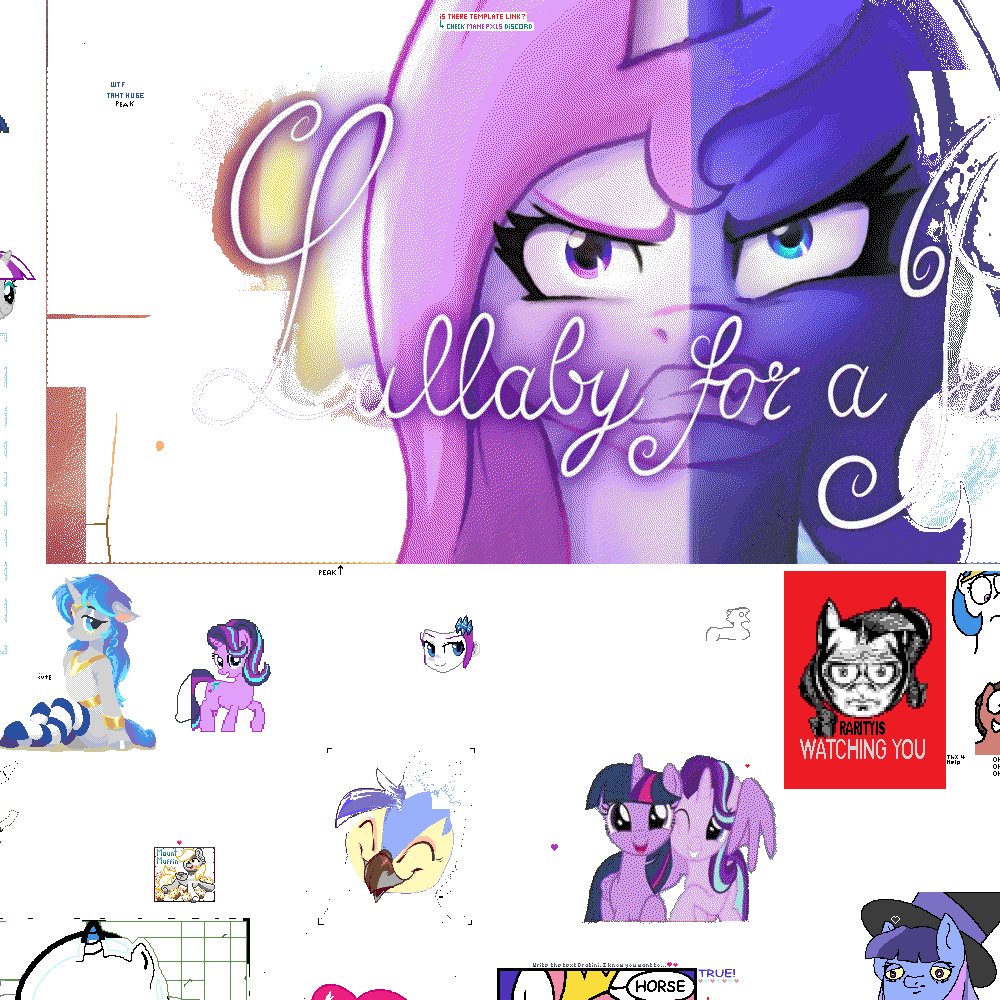 IS THERE TEMPLATE LINK?
↳ CHECK MANEPXLS DISCORD
WTF
THAT HUGE
PEAK
Lullaby for a
PEAK ↑
CUTE
RARITY IS
WATCHING YOU
THX 4
Help
Mount
Muffin
Write the text Dratini, I know you want to...
TRUE!
HORSE